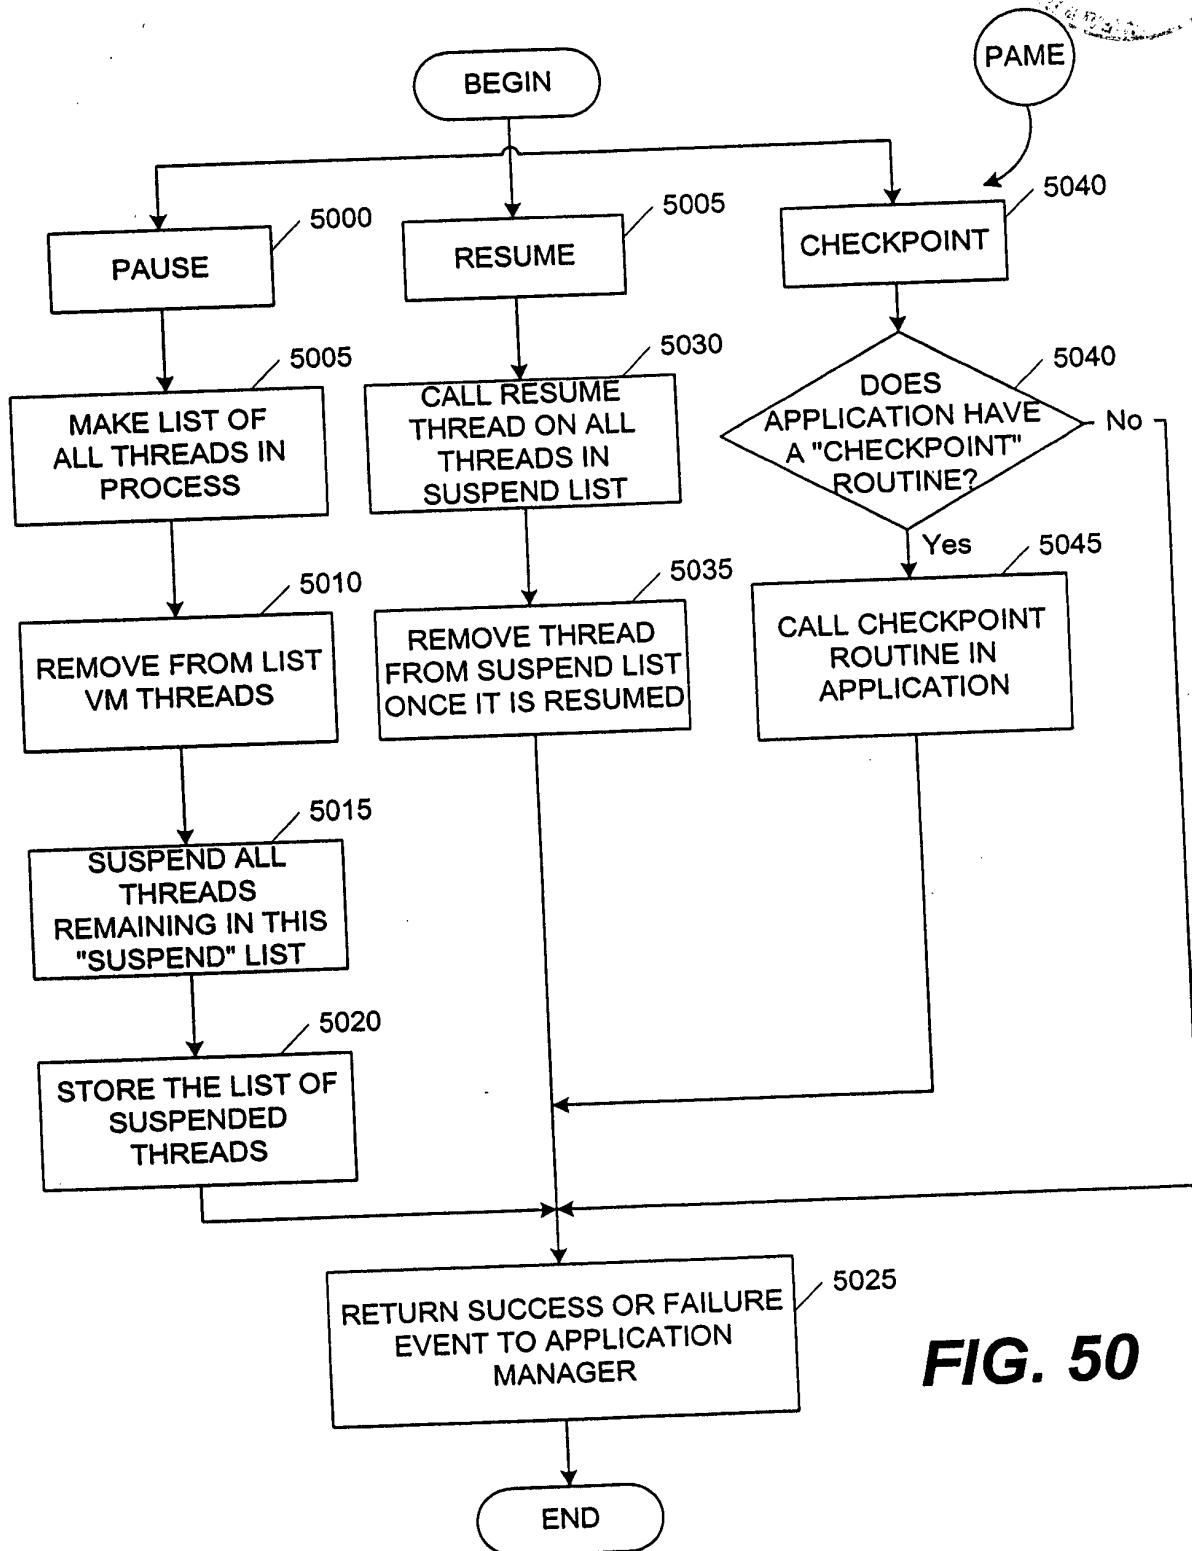 PAME
BEGIN
5000
PAUSE
5005
MAKE LIST OF
ALL THREADS IN
PROCESS
5010
REMOVE FROM LIST
VM THREADS
5015
SUSPEND ALL
THREADS
REMAINING IN THIS
"SUSPEND" LIST
5020
STORE THE LIST OF
SUSPENDED
THREADS
5005
RESUME
5030
CALL RESUME
THREAD ON ALL
THREADS IN
SUSPEND LIST
5035
REMOVE THREAD
FROM SUSPEND LIST
ONCE IT IS RESUMED
5040
CHECKPOINT
5040
DOES
APPLICATION HAVE
A "CHECKPOINT"
ROUTINE?
No
Yes
5045
CALL CHECKPOINT
ROUTINE IN
APPLICATION
5025
RETURN SUCCESS OR FAILURE
EVENT TO APPLICATION
MANAGER
END
FIG. 50